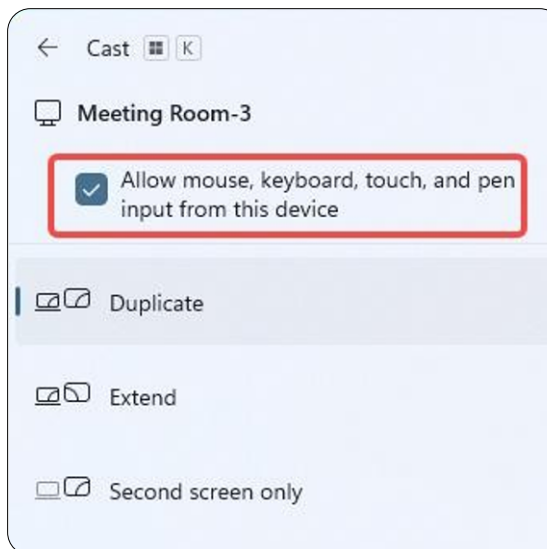 Cast K
Meeting Room-3
Allow mouse, keyboard, touch, and pen
input from this device
Duplicate
Extend
Second screen only